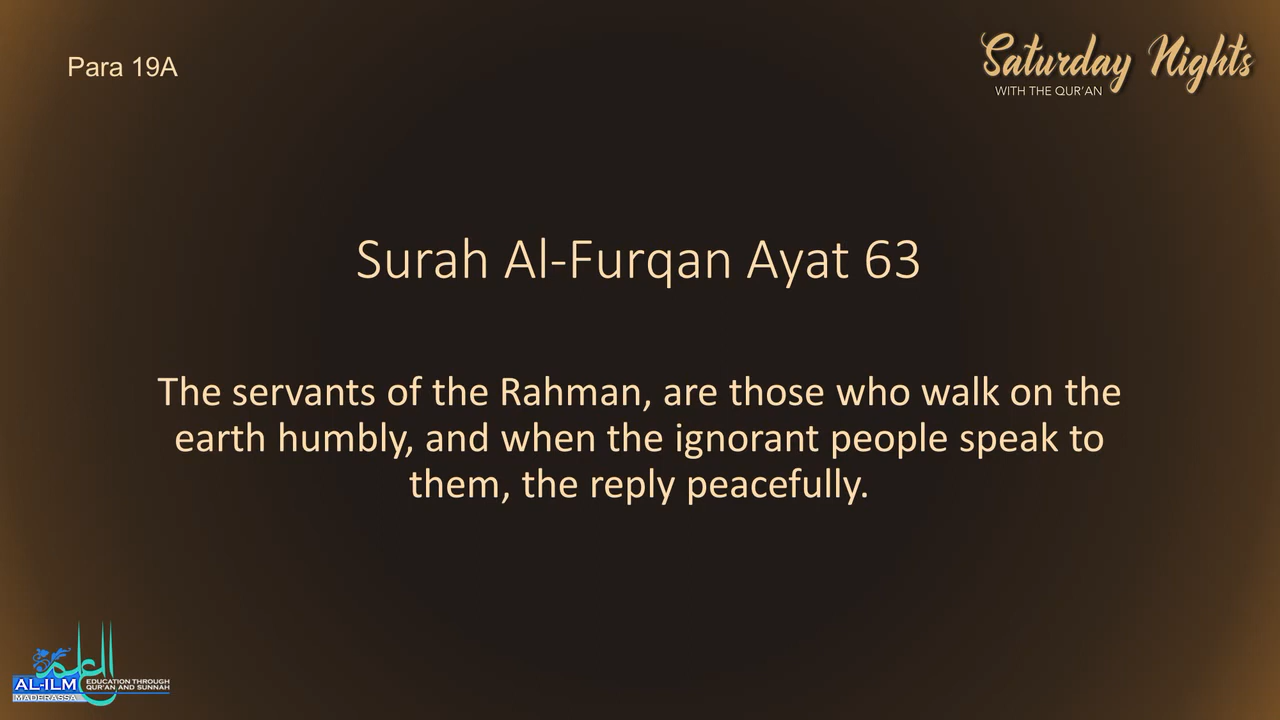 Para 19A
Saturday Nights
WITH THE QUR'AN
Surah Al-Furqan Ayat 63
The servants of the Rahman, are those who walk on the
earth humbly, and when the ignorant people speak to
them, the reply peacefully.
العلم
AL-ILM
MADERASSA
EDUCATION THROUGH
QUR'AN AND SUNNAH